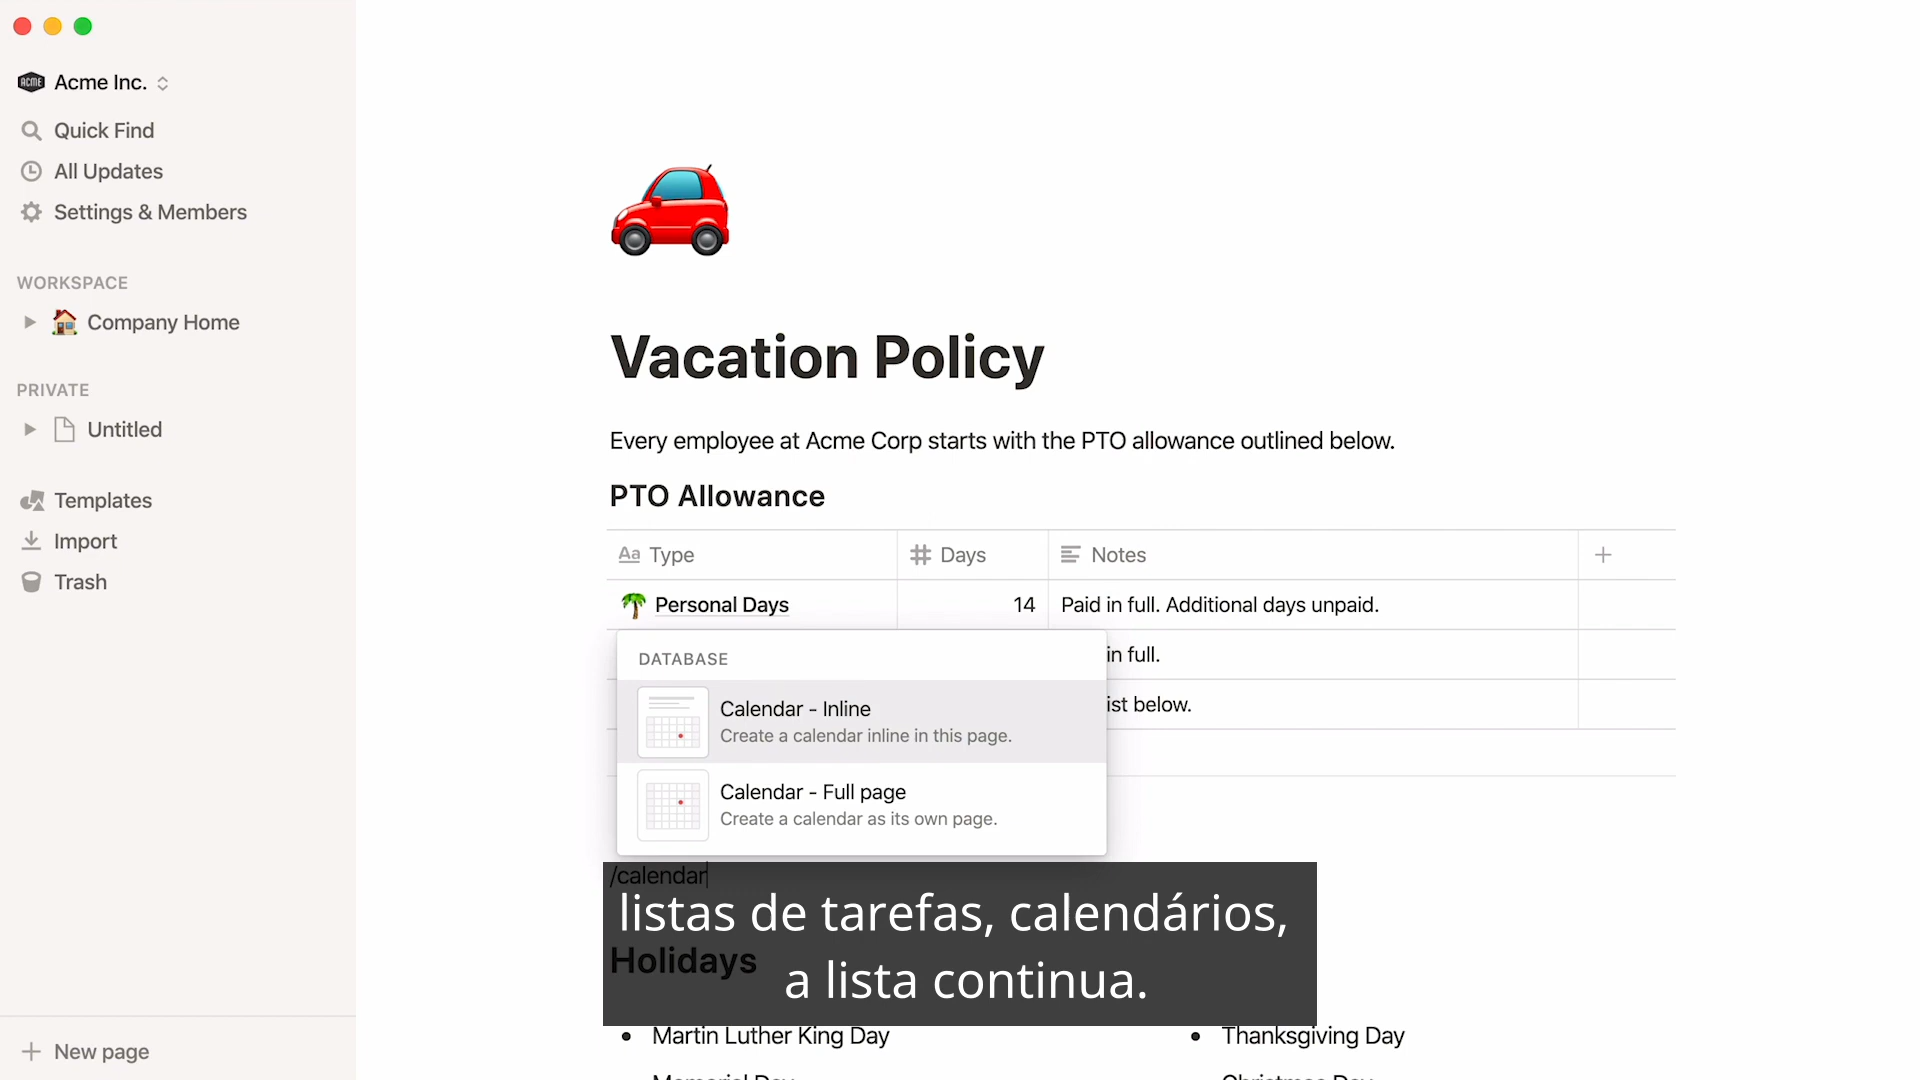 ACME
Acme Inc.
Quick Find
All Updates
Settings & Members
WORKSPACE
Company Home
PRIVATE
Untitled
Templates
Import
Trash
New page
Vacation Policy
Every employee at Acme Corp starts with the PTO allowance outlined below.
PTO Allowance
Aa Type # Days Notes +
Personal Days 14 Paid in full. Additional days unpaid.
in full.
ist below.
DATABASE
Calendar - Inline
Create a calendar inline in this page.
Calendar - Full page
Create a calendar as its own page.
/calendar
listas de tarefas, calendários,
a lista continua.
Holidays
• Martin Luther King Day
• Thanksgiving Day